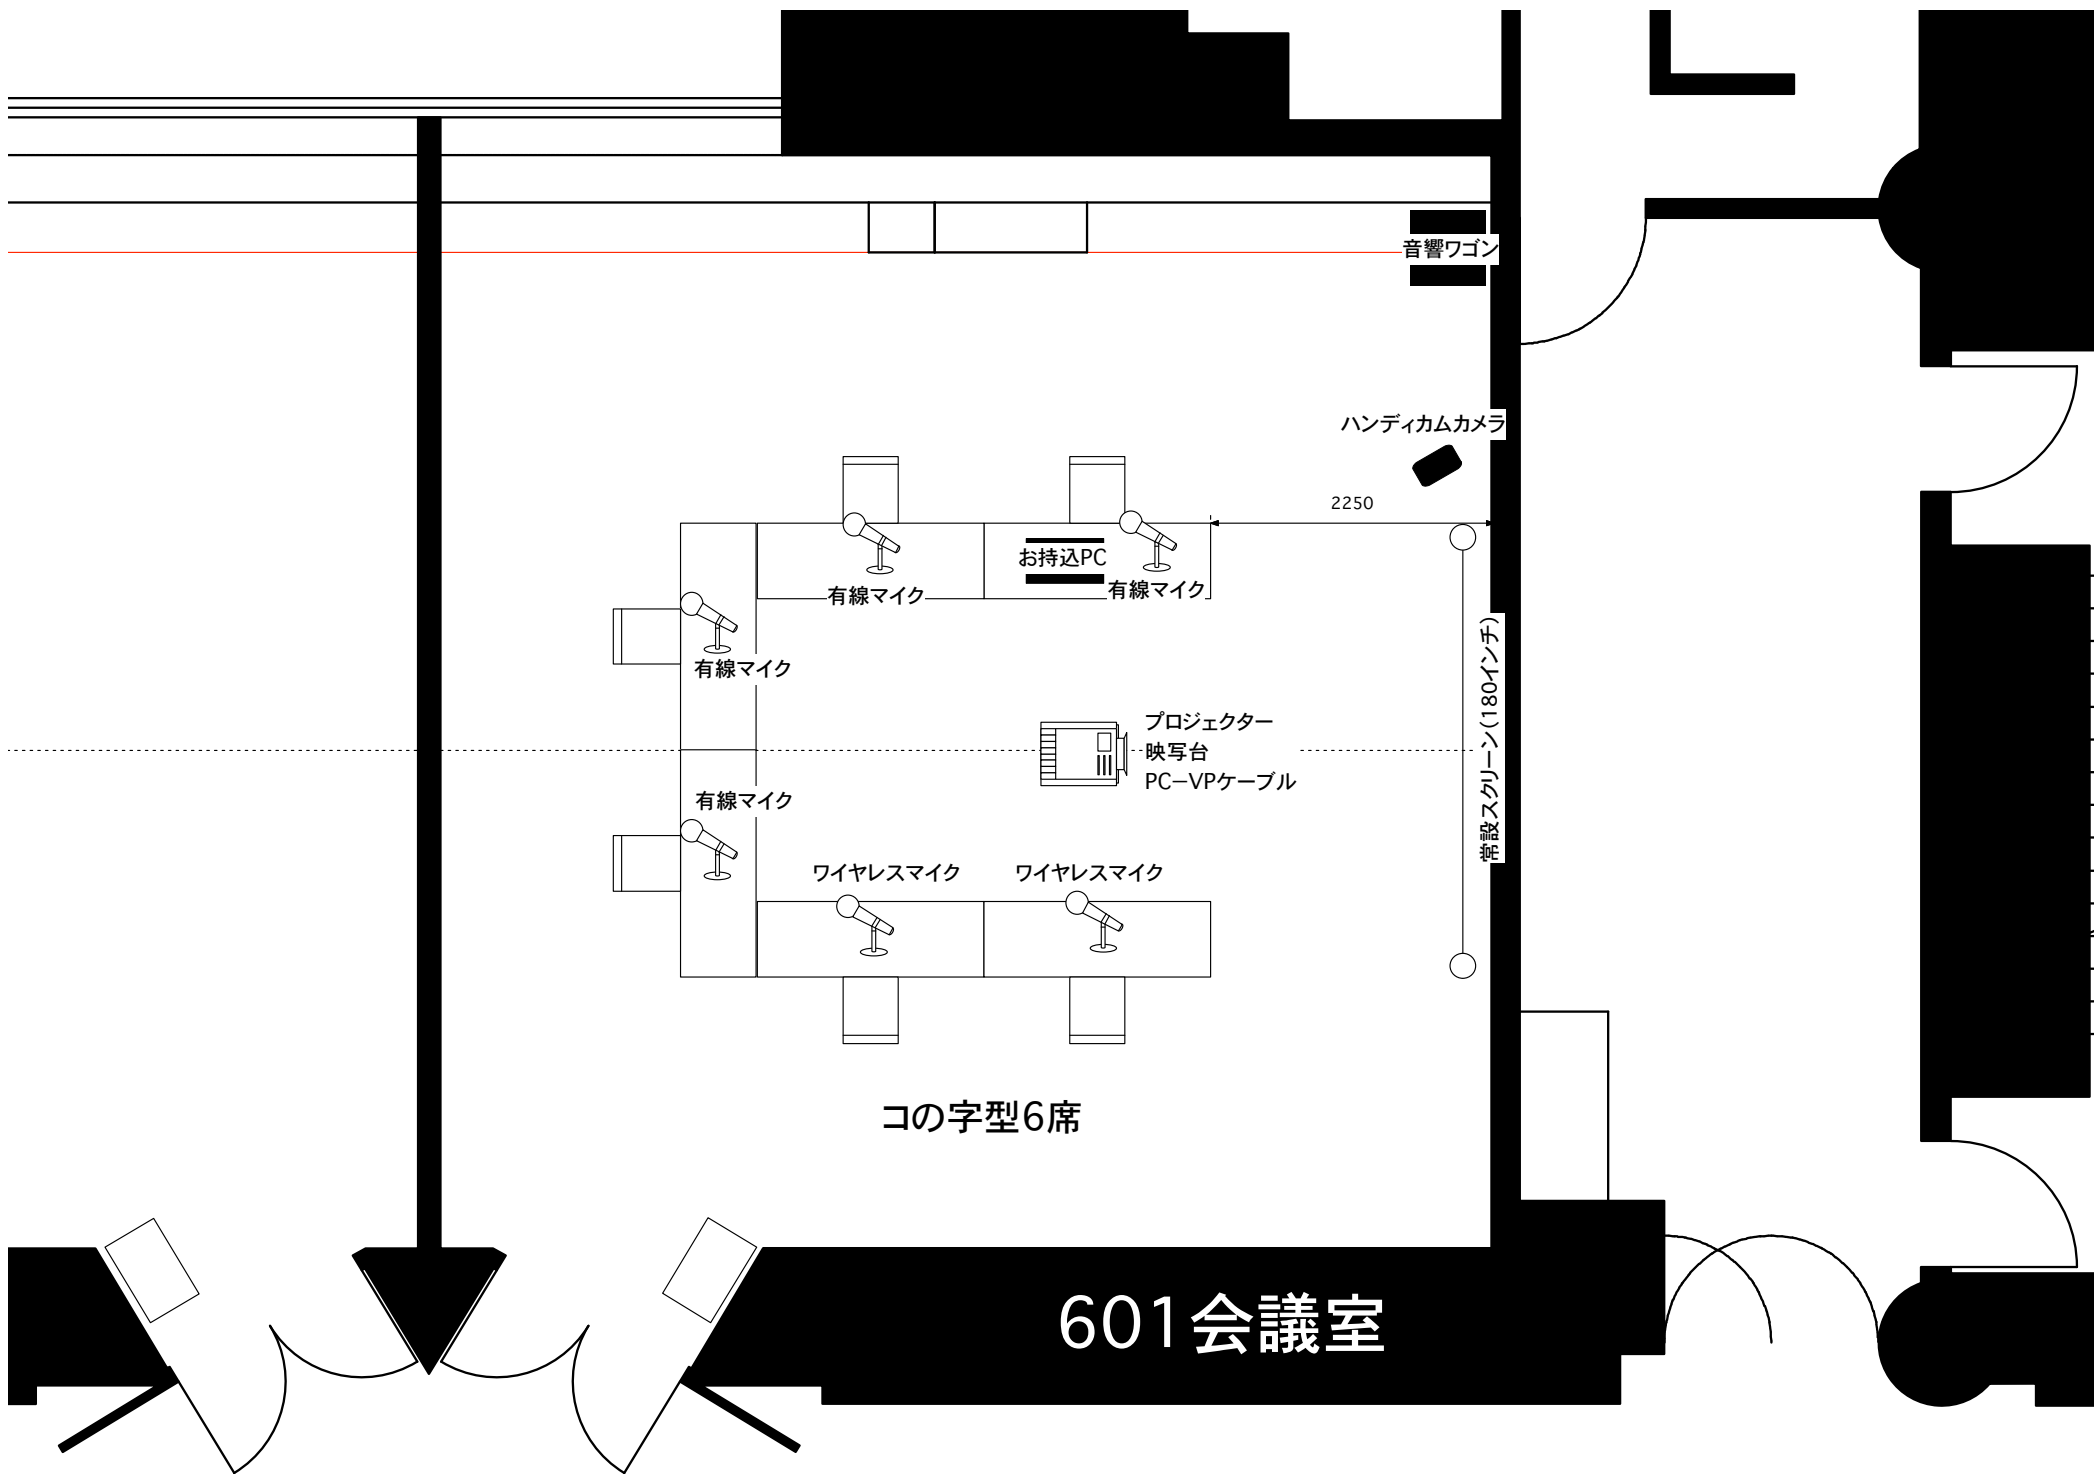 音響ワゴン
ハンディカムカメラ
2250
お持込PC
有線マイク
有線マイク
有線マイク
プロジェクター
映写台
PC−VPケーブル
常設スクリーン(180インチ)
有線マイク
ワイヤレスマイク
ワイヤレスマイク
コの字型6席
601会議室